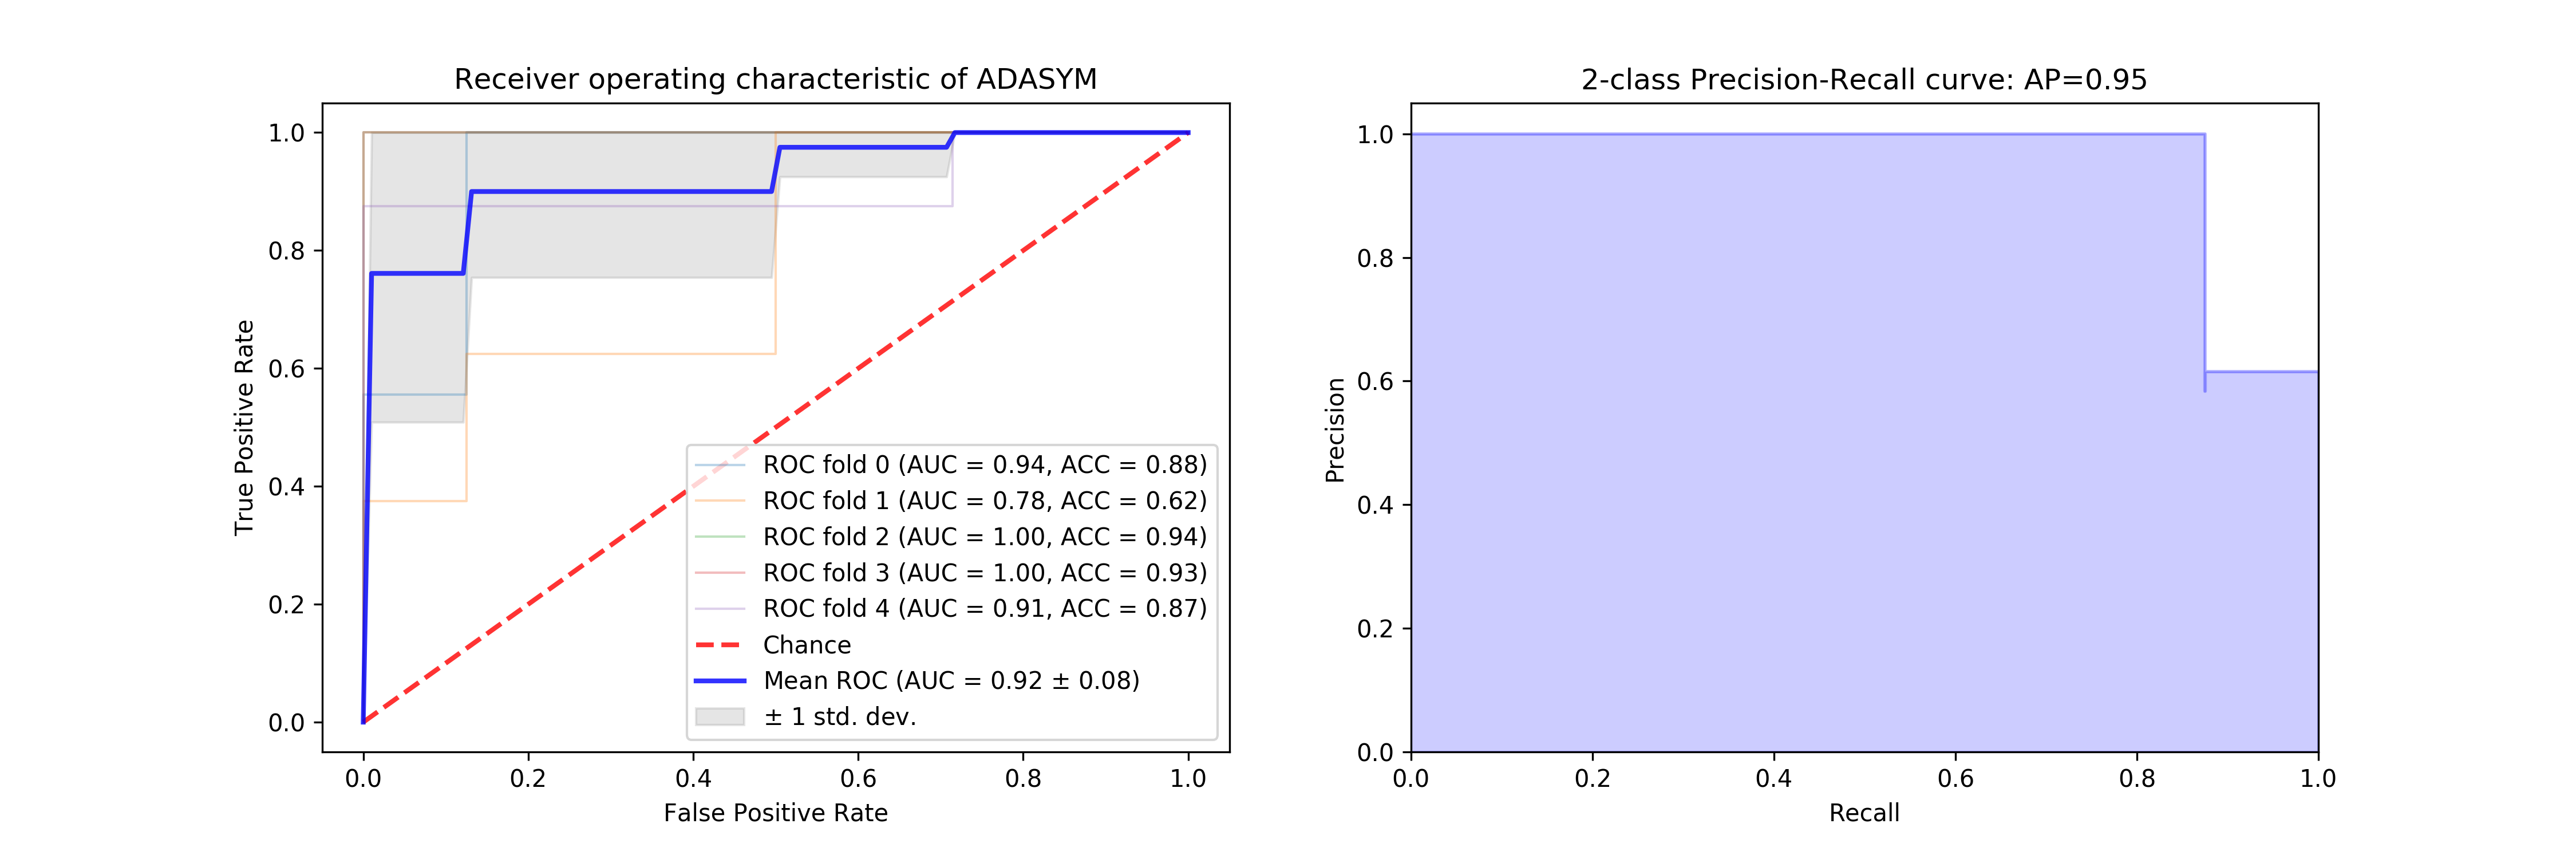 Receiver operating characteristic of ADASYM
True Positive Rate
1.0
0.8
0.6
0.4
0.2
0.0
0.0 0.2 0.4 0.6 0.8 1.0
False Positive Rate
ROC fold 0 (AUC = 0.94, ACC = 0.88)
ROC fold 1 (AUC = 0.78, ACC = 0.62)
ROC fold 2 (AUC = 1.00, ACC = 0.94)
ROC fold 3 (AUC = 1.00, ACC = 0.93)
ROC fold 4 (AUC = 0.91, ACC = 0.87)
Chance
Mean ROC (AUC = 0.92 ± 0.08)
± 1 std. dev.
2-class Precision-Recall curve: AP=0.95
Precision
1.0
0.8
0.6
0.4
0.2
0.0
0.0 0.2 0.4 0.6 0.8 1.0
Recall